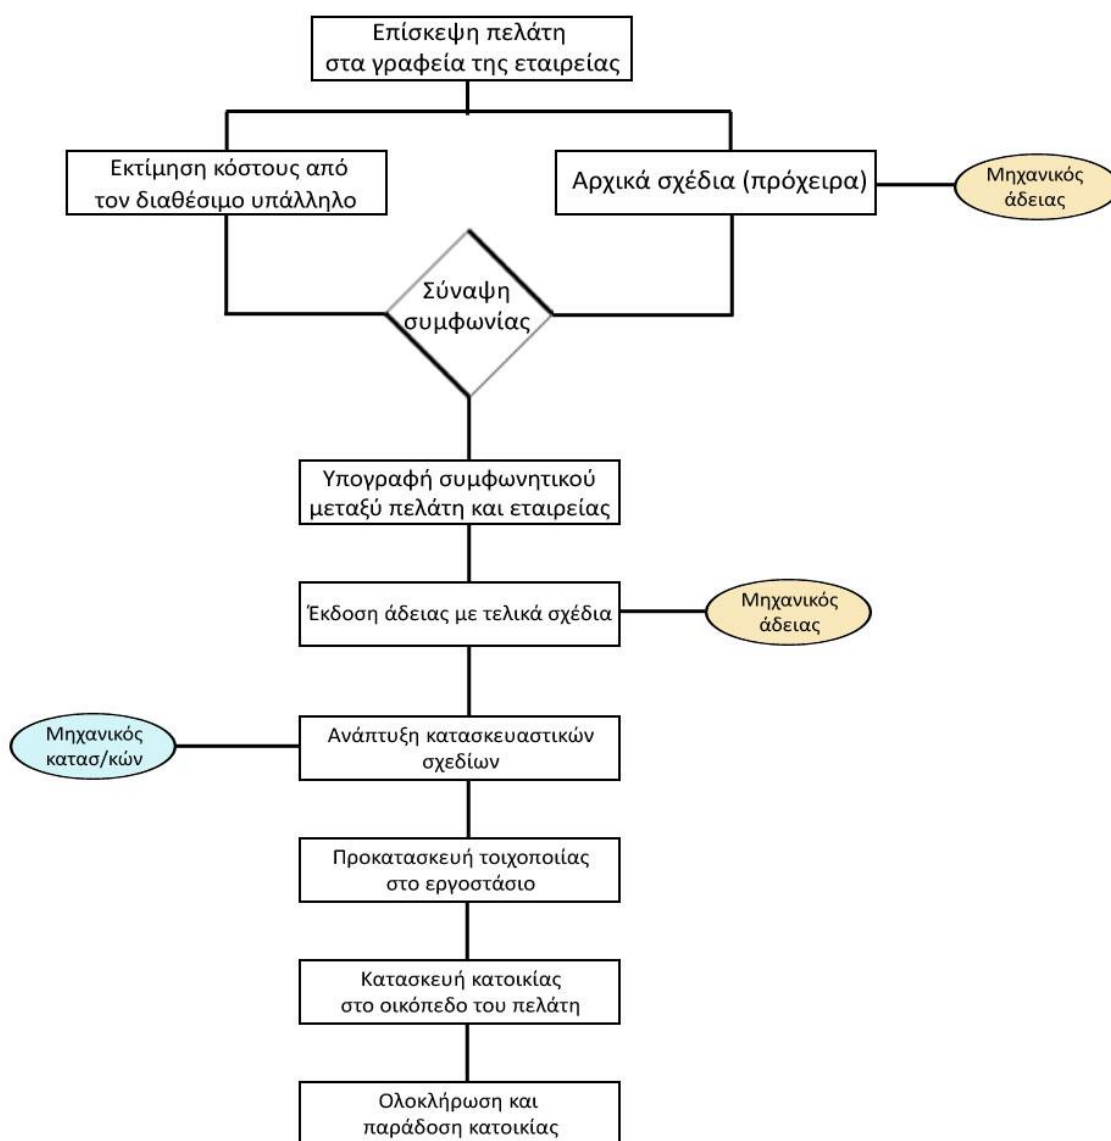 Επίσκεψη πελάτη
στα γραφεία της εταιρείας
Εκτίμηση κόστους από
τον διαθέσιμο υπάλληλο
Αρχικά σχέδια (πρόχειρα)
Μηχανικός
άδειας
Σύναψη
συμφωνίας
Υπογραφή συμφωνητικού
μεταξύ πελάτη και εταιρείας
Έκδοση άδειας με τελικά σχέδια
Μηχανικός
άδειας
Μηχανικός
κατασ/κών
Ανάπτυξη κατασκευαστικών
σχεδίων
Προκατασκευή τοιχοποιίας
στο εργοστάσιο
Κατασκευή κατοικίας
στο οικόπεδο του πελάτη
Ολοκλήρωση και
παράδοση κατοικίας